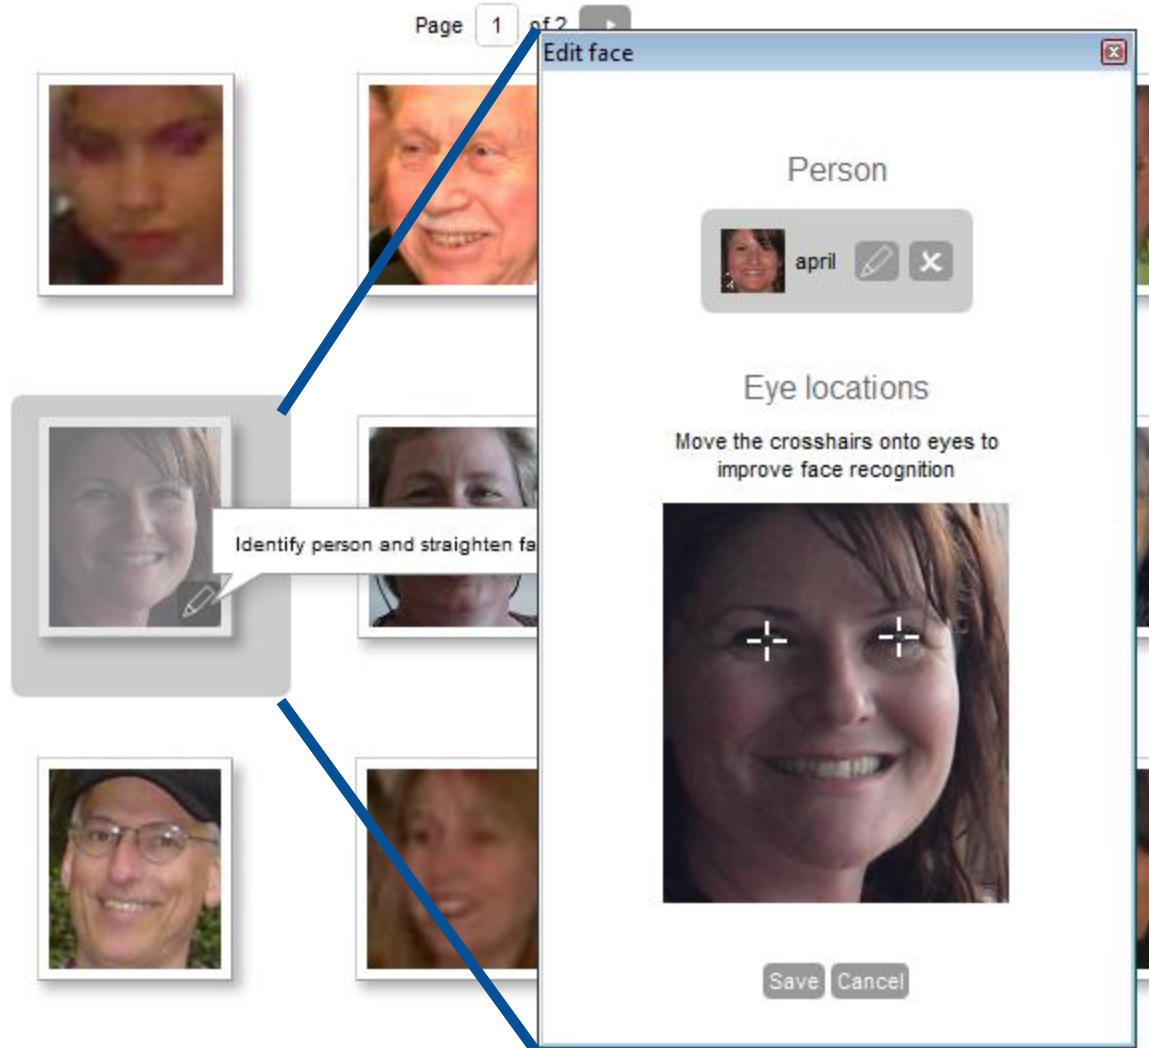 Page 1 of 2
Edit face
Person
april
Eye locations
Move the crosshairs onto eyes to
improve face recognition
Identify person and straighten fa
Save Cancel